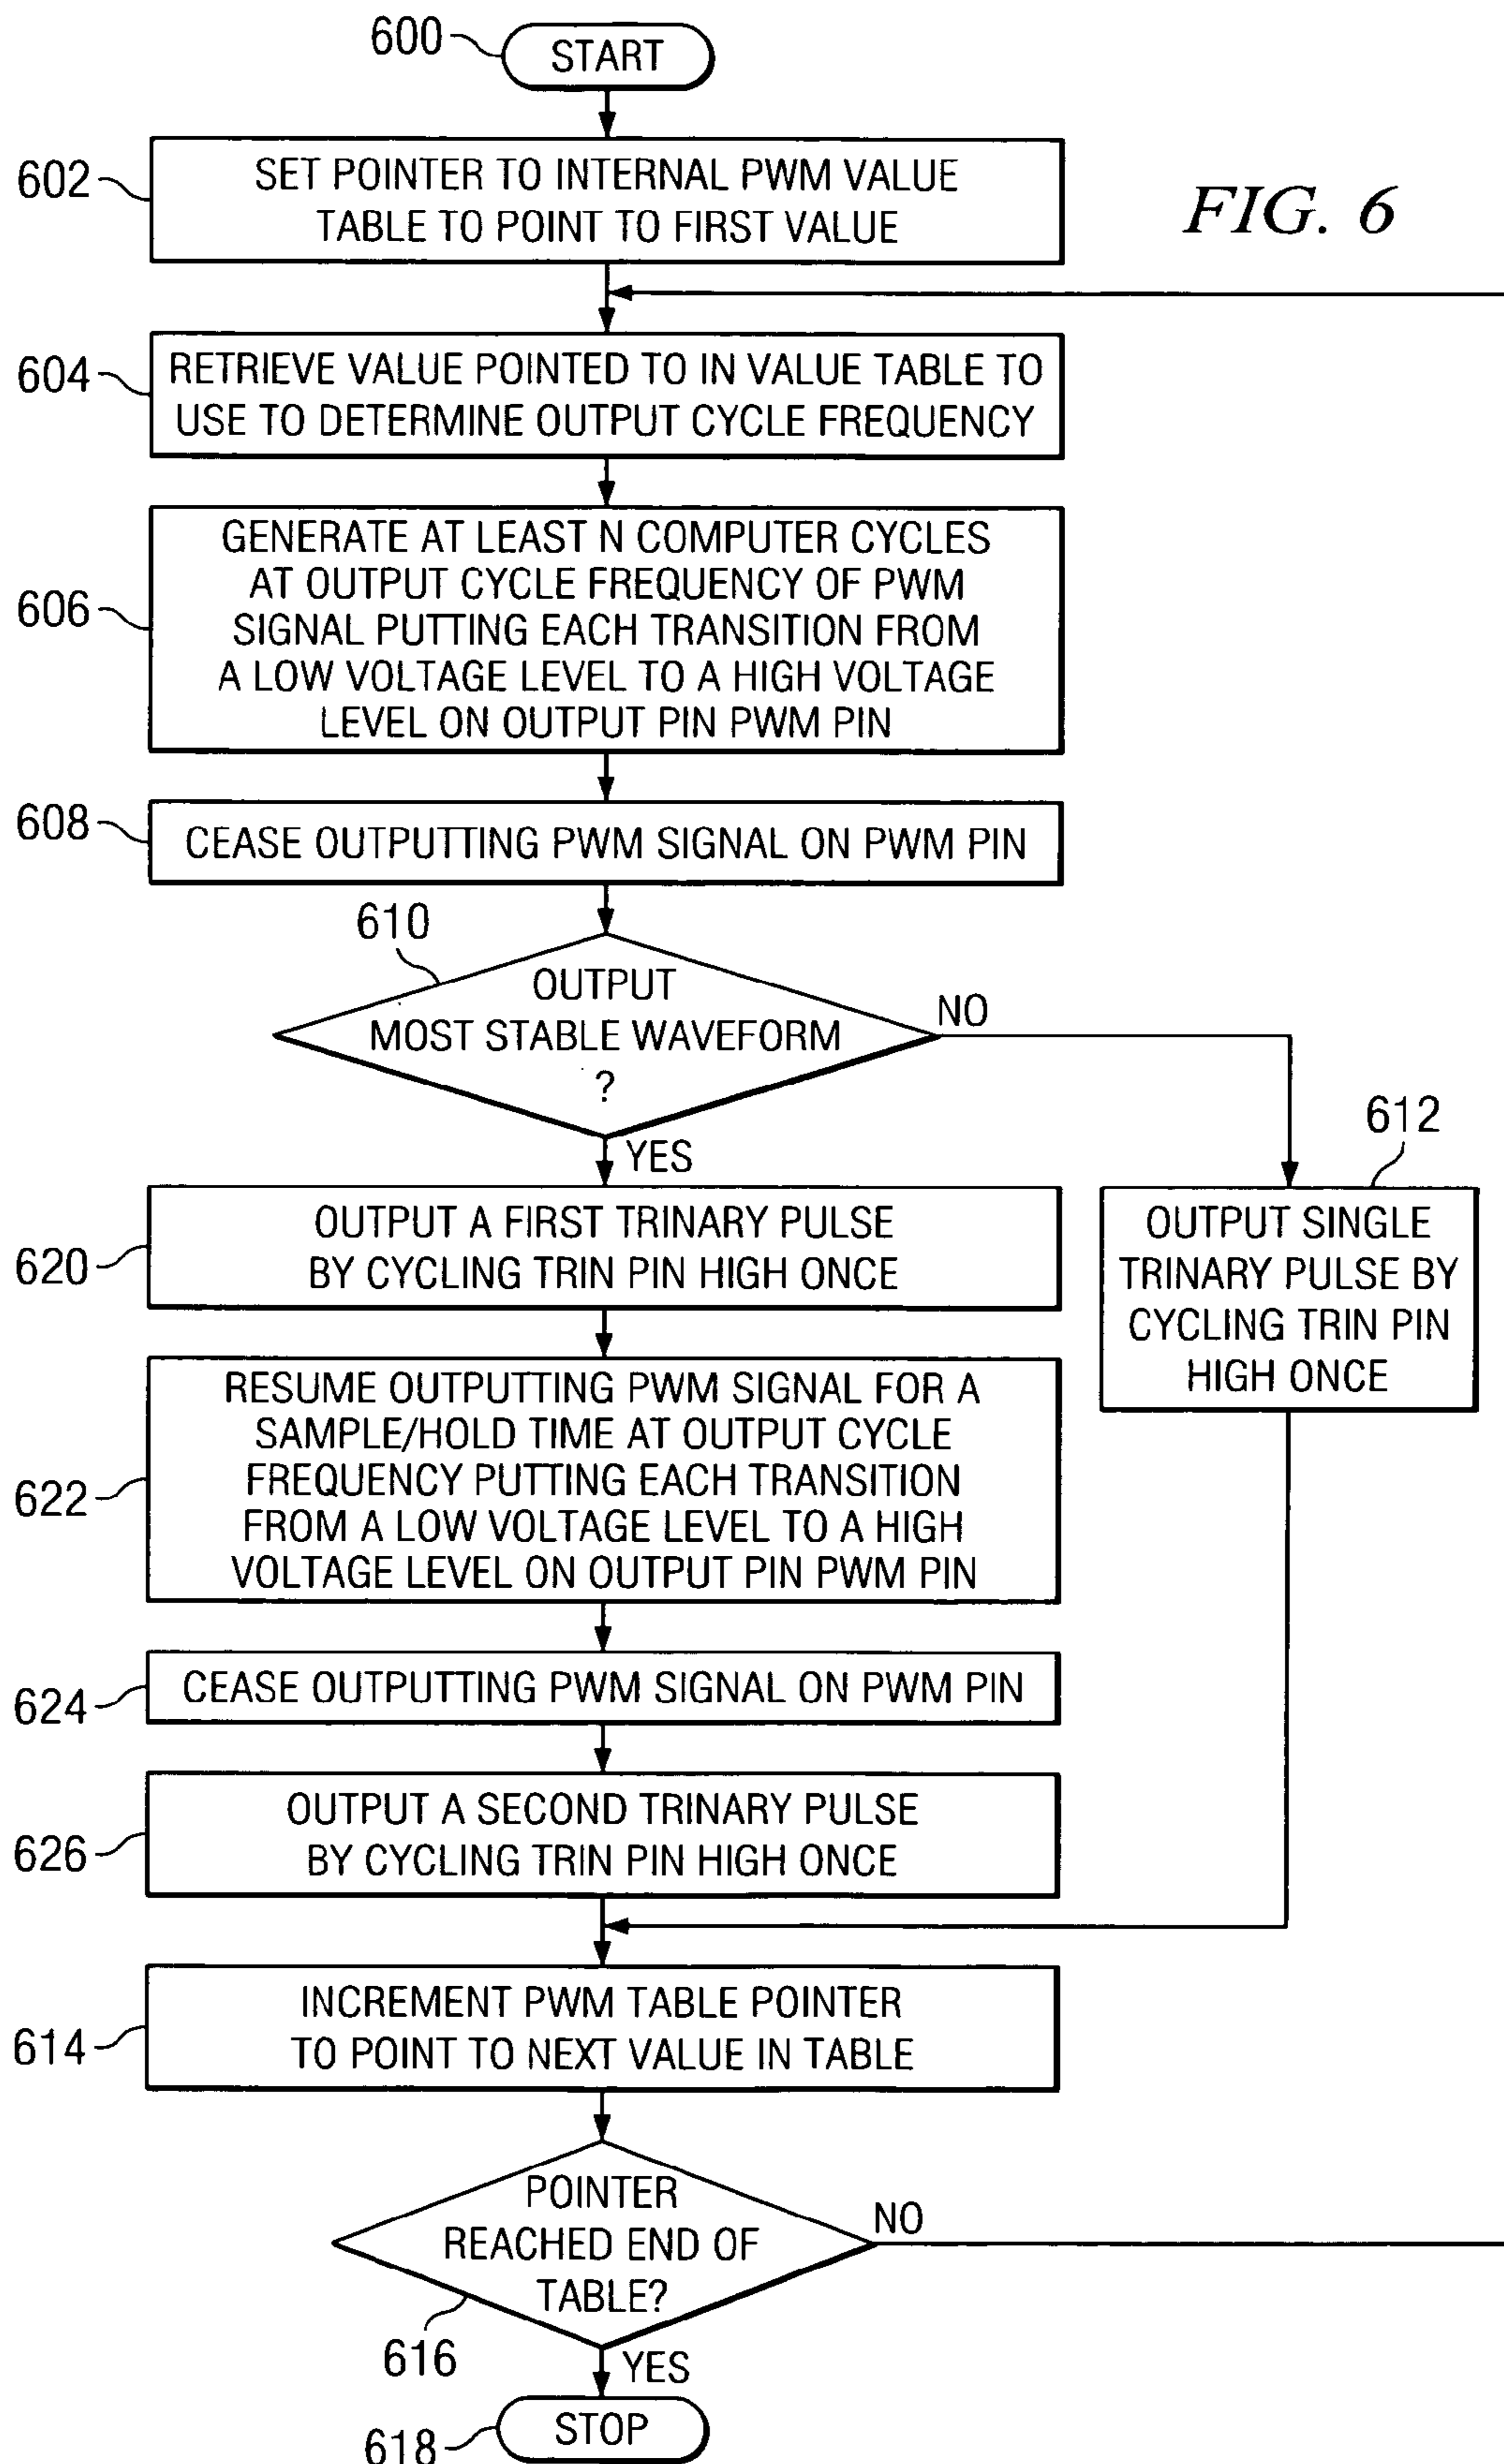 600
START
602
SET POINTER TO INTERNAL PWM VALUE
TABLE TO POINT TO FIRST VALUE
FIG. 6
604
RETRIEVE VALUE POINTED TO IN VALUE TABLE TO
USE TO DETERMINE OUTPUT CYCLE FREQUENCY
606
GENERATE AT LEAST N COMPUTER CYCLES
AT OUTPUT CYCLE FREQUENCY OF PWM
SIGNAL PUTTING EACH TRANSITION FROM
A LOW VOLTAGE LEVEL TO A HIGH VOLTAGE
LEVEL ON OUTPUT PIN PWM PIN
608
CEASE OUTPUTTING PWM SIGNAL ON PWM PIN
610
OUTPUT
MOST STABLE WAVEFORM
?
NO
YES
612
OUTPUT SINGLE
TRINARY PULSE BY
CYCLING TRIN PIN
HIGH ONCE
620
OUTPUT A FIRST TRINARY PULSE
BY CYCLING TRIN PIN HIGH ONCE
622
RESUME OUTPUTTING PWM SIGNAL FOR A
SAMPLE/HOLD TIME AT OUTPUT CYCLE
FREQUENCY PUTTING EACH TRANSITION
FROM A LOW VOLTAGE LEVEL TO A HIGH
VOLTAGE LEVEL ON OUTPUT PIN PWM PIN
624
CEASE OUTPUTTING PWM SIGNAL ON PWM PIN
626
OUTPUT A SECOND TRINARY PULSE
BY CYCLING TRIN PIN HIGH ONCE
614
INCREMENT PWM TABLE POINTER
TO POINT TO NEXT VALUE IN TABLE
POINTER
REACHED END OF
TABLE?
NO
616
YES
618
STOP